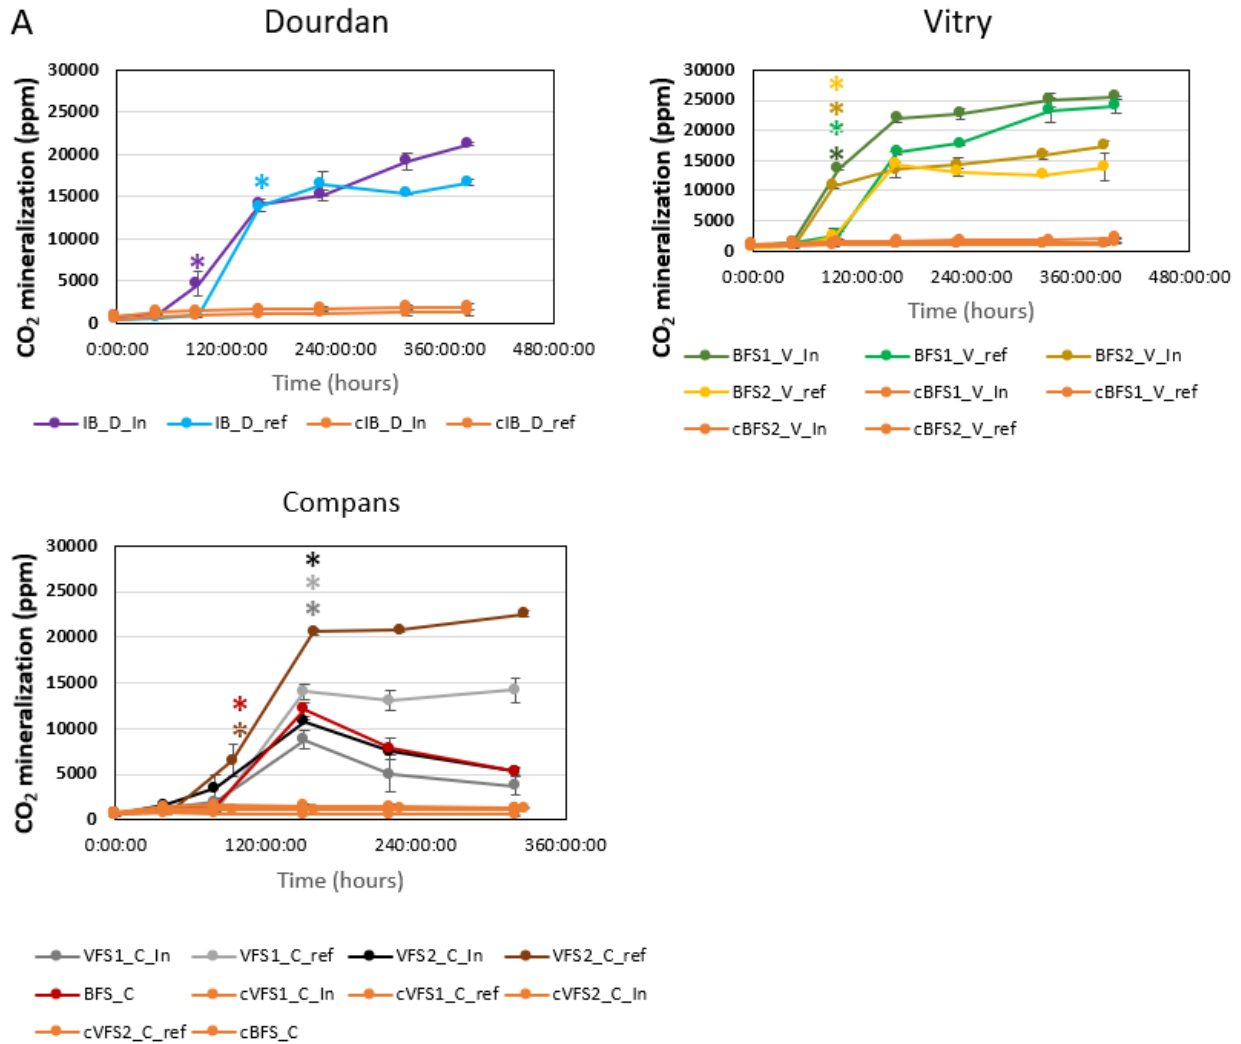 A
Dourdan
CO2 mineralization (ppm)
30000
25000
20000
15000
10000
5000
0
*
*
0:00:00
120:00:00
240:00:00
360:00:00
480:00:00
Time (hours)
IB_D_In
IB_D_ref
cIB_D_In
cIB_D_ref
Vitry
CO2 mineralization (ppm)
30000
25000
20000
15000
10000
5000
0
*
*
*
*
0:00:00
120:00:00
240:00:00
360:00:00
480:00:00
Time (hours)
BFS1_V_In
BFS1_V_ref
BFS2_V_In
BFS2_V_ref
cBFS1_V_In
cBFS1_V_ref
cBFS2_V_In
cBFS2_V_ref
Compans
CO2 mineralization (ppm)
30000
25000
20000
15000
10000
5000
0
*
*
*
*
*
0:00:00
120:00:00
240:00:00
360:00:00
Time (hours)
VFS1_C_In
VFS1_C_ref
VFS2_C_In
VFS2_C_ref
BFS_C
cVFS1_C_In
cVFS1_C_ref
cVFS2_C_In
cVFS2_C_ref
cBFS_C